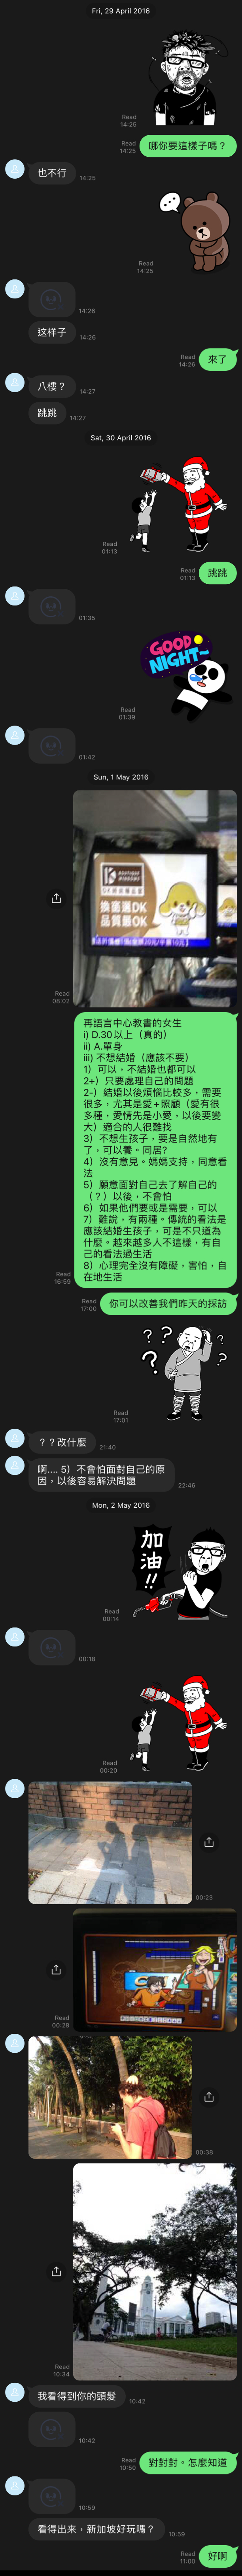 Fri, 29 April 2016
Read
14:25
哪你要這樣子嗎？
Read
14:25
也不行
14:25
Read
14:25
14:26
这样子
14:26
來了
Read
14:26
八樓？
14:27
跳跳
14:27
Sat, 30 April 2016
Read
01:13
跳跳
Read
01:13
01:35
GOOD
NIGHT~
Read
01:39
01:42
Sun, 1 May 2016
換蛋選DK
品質最OK
Read
08:02
再語言中心教書的女生
i) D.30以上（真的）
ii) A.單身
iii) 不想結婚（應該不要）
1）可以，不結婚也都可以
2+）只要處理自己的問題
2-）結婚以後煩惱比較多，需要
很多，尤其是愛+照顧（愛有很
多種，愛情先是小愛，以後要變
大）適合的人很難找
3）不想生孩子，要是自然地有
了，可以養。同居?
4）沒有意見。媽媽支持，同意看
法
5）願意面對自己去了解自己的
（？）以後，不會怕
6）如果他們要或是需要，可以
7）難說，有兩種。傳統的看法是
應該結婚生孩子，可是不只道為
什麼。越來越多人不這樣，有自
己的看法過生活
8）心理完全沒有障礙，害怕，自
在地生活
Read
16:59
你可以改善我們昨天的採訪
Read
17:00
? ? ? ?
Read
17:01
？？改什麼
21:40
啊.... 5）不會怕面對自己的原
因，以後容易解決問題
22:46
Mon, 2 May 2016
加油!!
Read
00:14
00:18
Read
00:20
00:23
Read
00:28
00:38
Read
10:34
我看得到你的頭髮
10:42
10:42
對對對。怎麼知道
Read
10:50
10:59
看得出來，新加坡好玩嗎？
10:59
好啊
Read
11:00